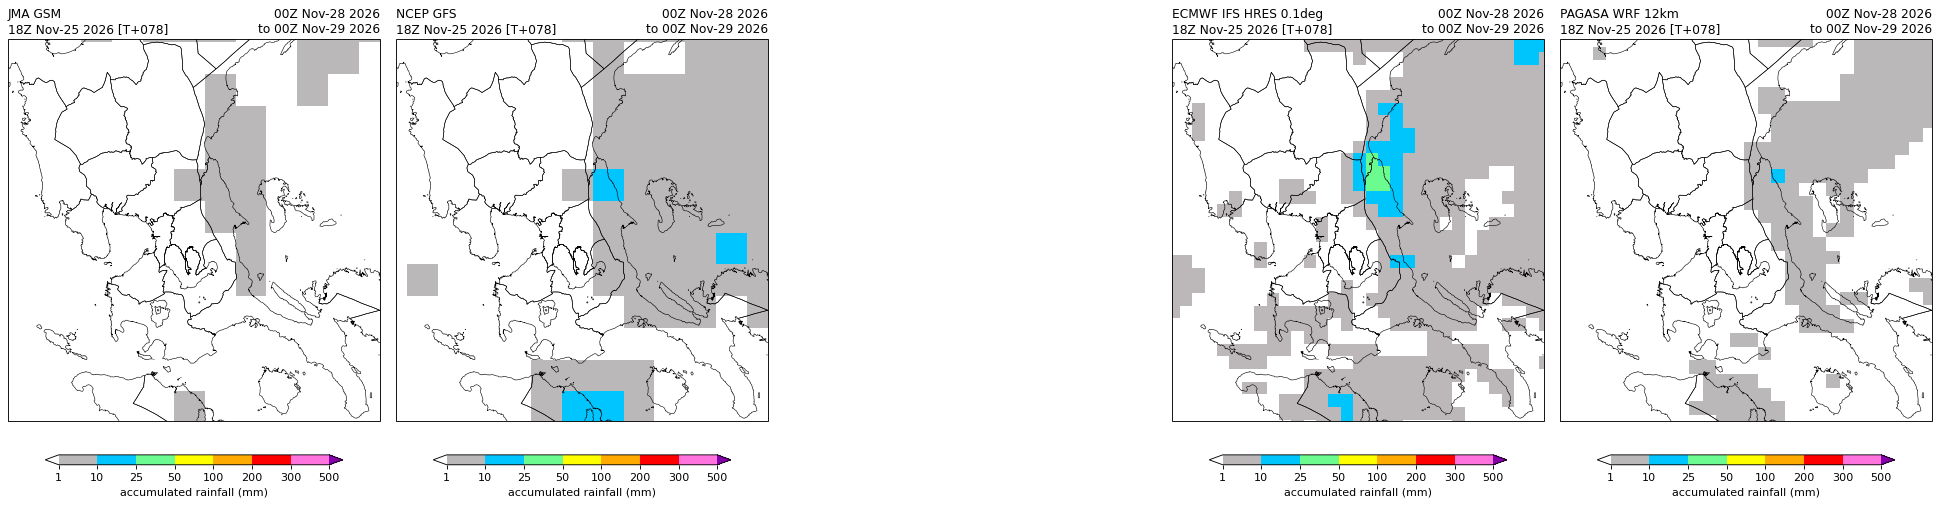 JMA GSM
00Z Nov-28 2026
18Z Nov-25 2026 [T+078]
to 00Z Nov-29 2026
NCEP GFS
00Z Nov-28 2026
18Z Nov-25 2026 [T+078]
to 00Z Nov-29 2026
ECMWF IFS HRES 0.1deg
00Z Nov-28 2026
18Z Nov-25 2026 [T+078]
to 00Z Nov-29 2026
PAGASA WRF 12km
00Z Nov-28 2026
18Z Nov-25 2026 [T+078]
to 00Z Nov-29 2026
1 10 25 50 100 200 300 500
accumulated rainfall (mm)
1 10 25 50 100 200 300 500
accumulated rainfall (mm)
1 10 25 50 100 200 300 500
accumulated rainfall (mm)
1 10 25 50 100 200 300 500
accumulated rainfall (mm)